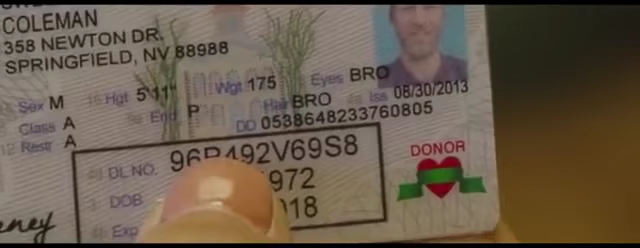 COLEMAN
358 NEWTON DR.
SPRINGFIELD, NV 88988
Sex M Hgt 5'11" Wgt 175 Eyes BRO
Class A End P Hair BRO Iss 08/30/2013
12 Restr A DD 0538648233760805
DL NO. 96R492V69S8
DOB 972
Exp 018
DONOR